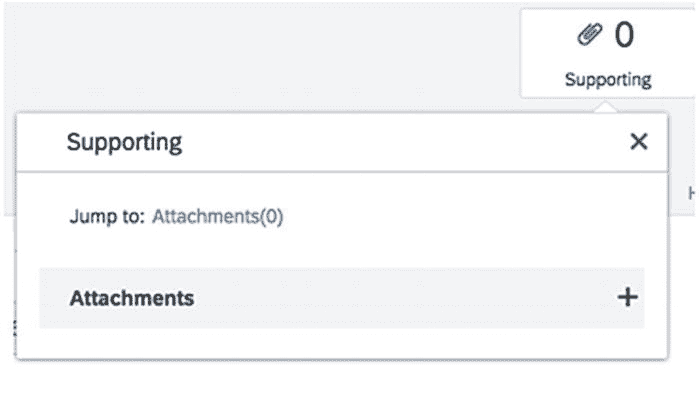 0
Supporting
Supporting
Jump to: Attachments(0)
Attachments